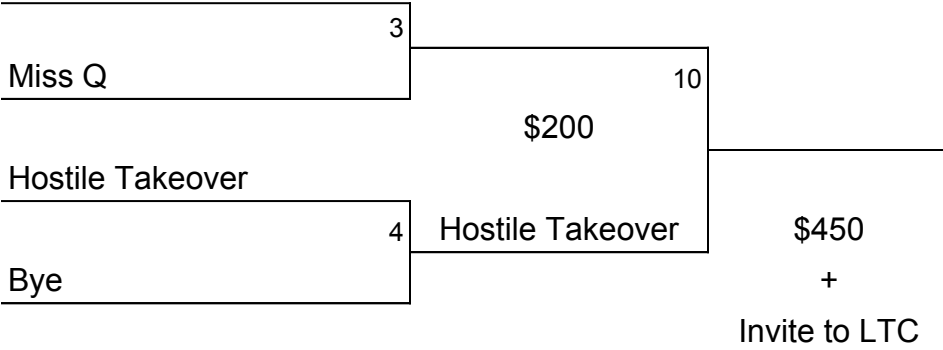 3
Miss Q
10
$200
Hostile Takeover
4
Hostile Takeover
$450
Bye
+
Invite to LTC